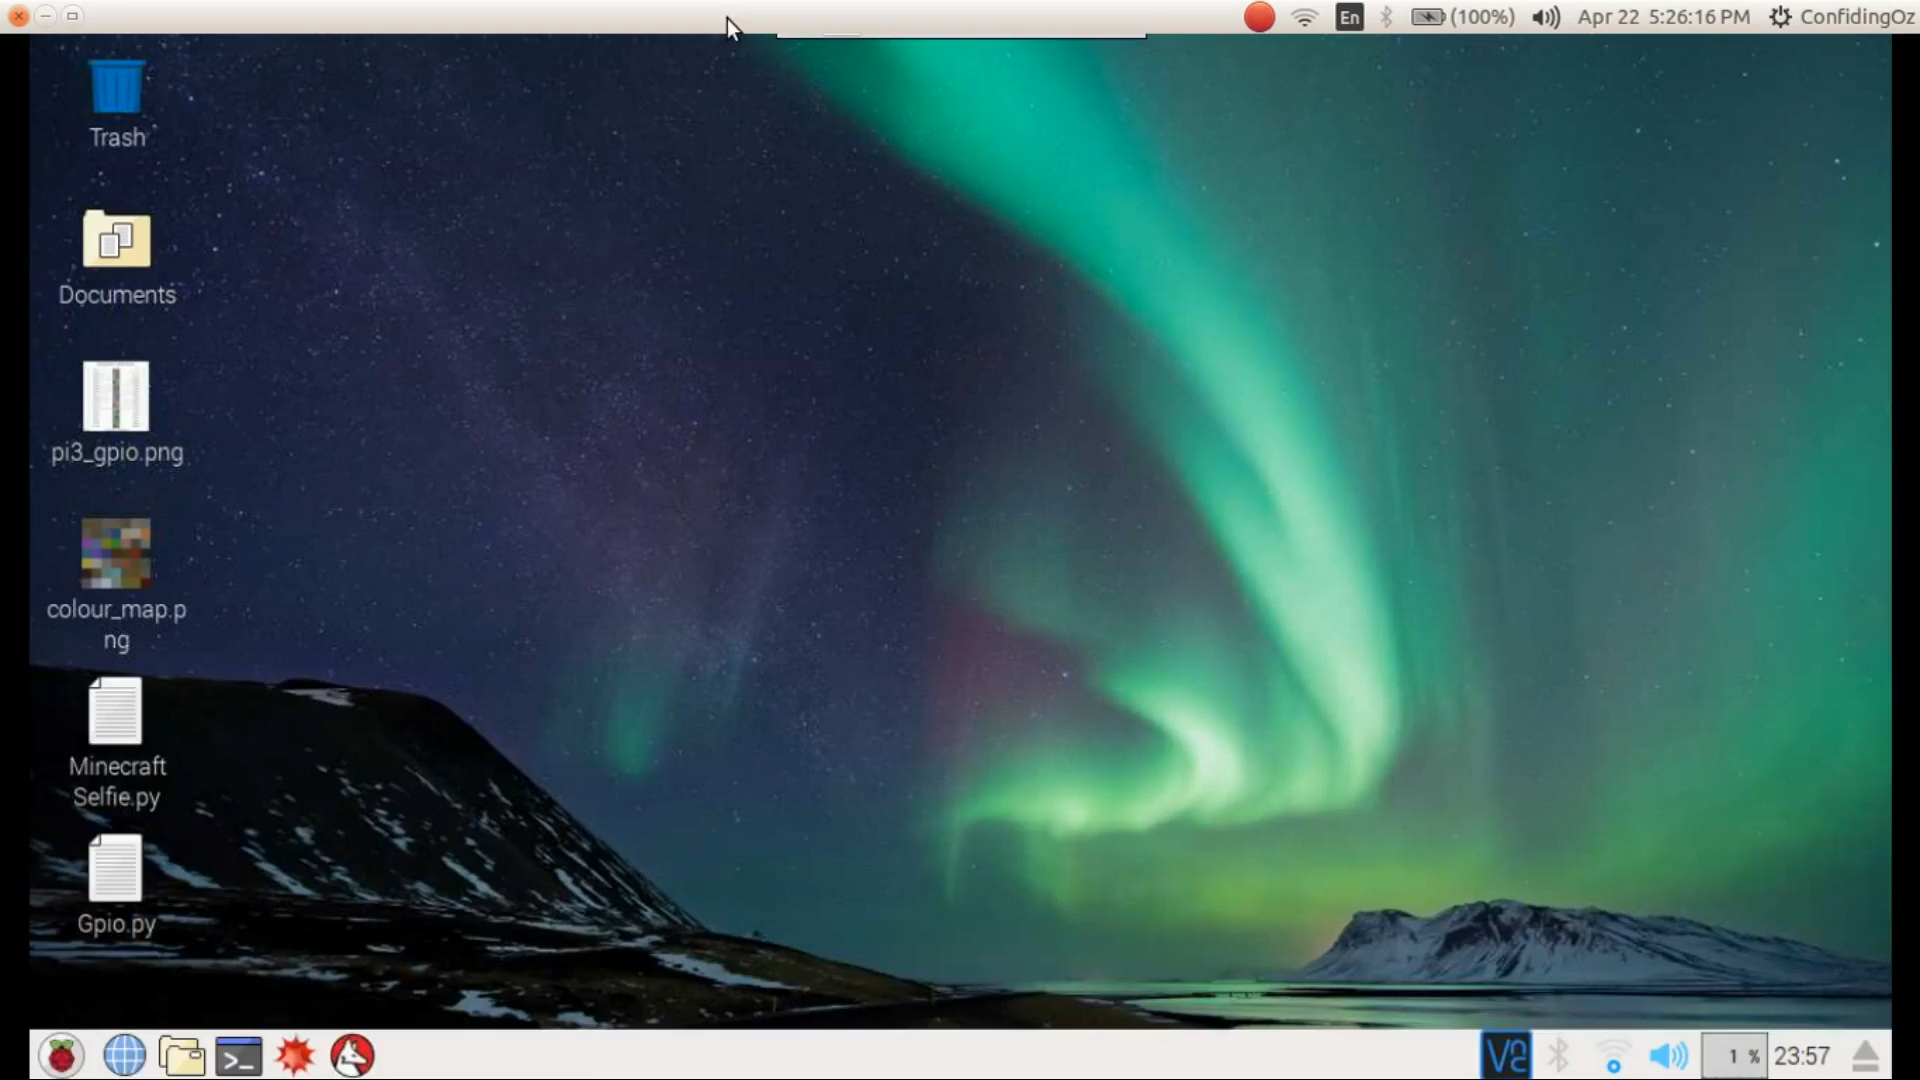 En
(100%)
Apr 22 5:26:16 PM
ConfidingOz
Trash
Documents
pi3_gpio.png
colour_map.p
ng
Minecraft
Selfie.py
Gpio.py
>_
V2
1 %
23:57